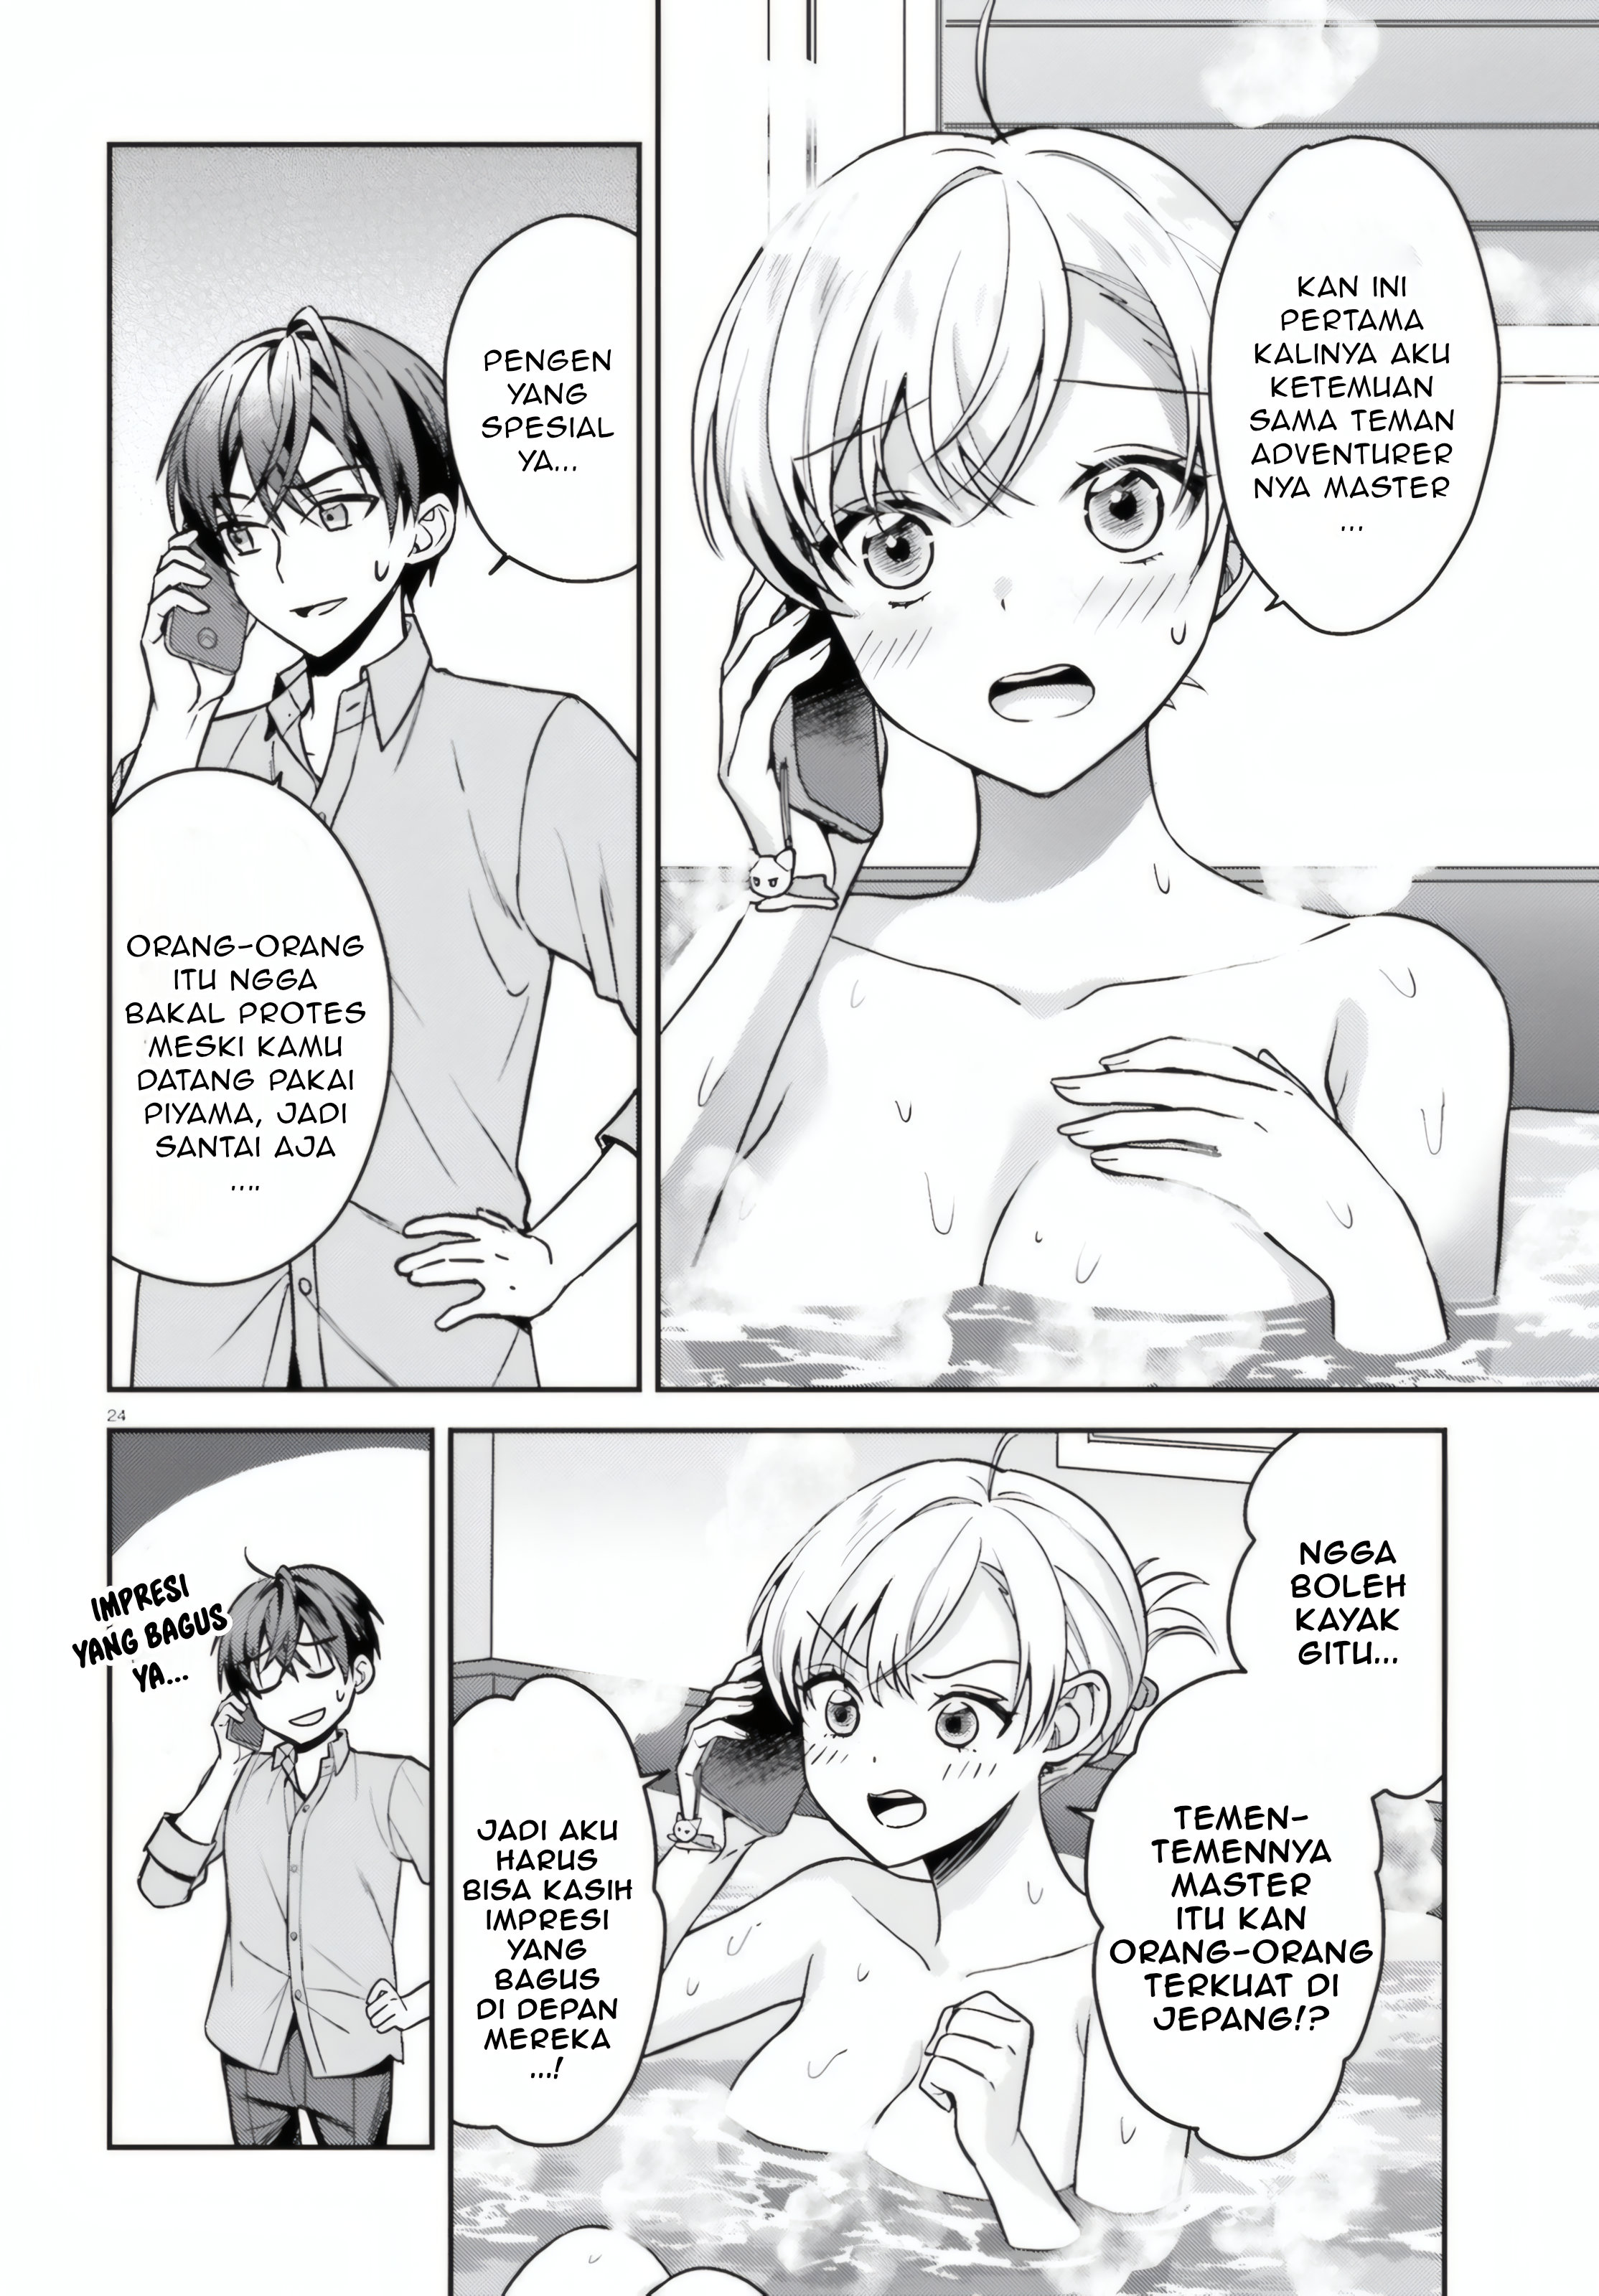 KAN INI
PERTAMA
KALINYA AKU
KETEMUAN
SAMA TEMAN
ADVENTURER
NYA MASTER
...
PENGEN
YANG
SPESIAL
YA...
ORANG-ORANG
ITU NGGA
BAKAL PROTES
MESKI KAMU
DATANG PAKAI
PIYAMA, JADI
SANTAI AJA
....
24
NGGA
BOLEH
KAYAK
GITU...
TEMEN-
TEMENNYA
MASTER
ITU KAN
ORANG-ORANG
TERKUAT DI
JEPANG!?
JADI AKU
HARUS
BISA KASIH
IMPRESI
YANG
BAGUS
DI DEPAN
MEREKA
...!
IMPRESI
YANG BAGUS
YA...